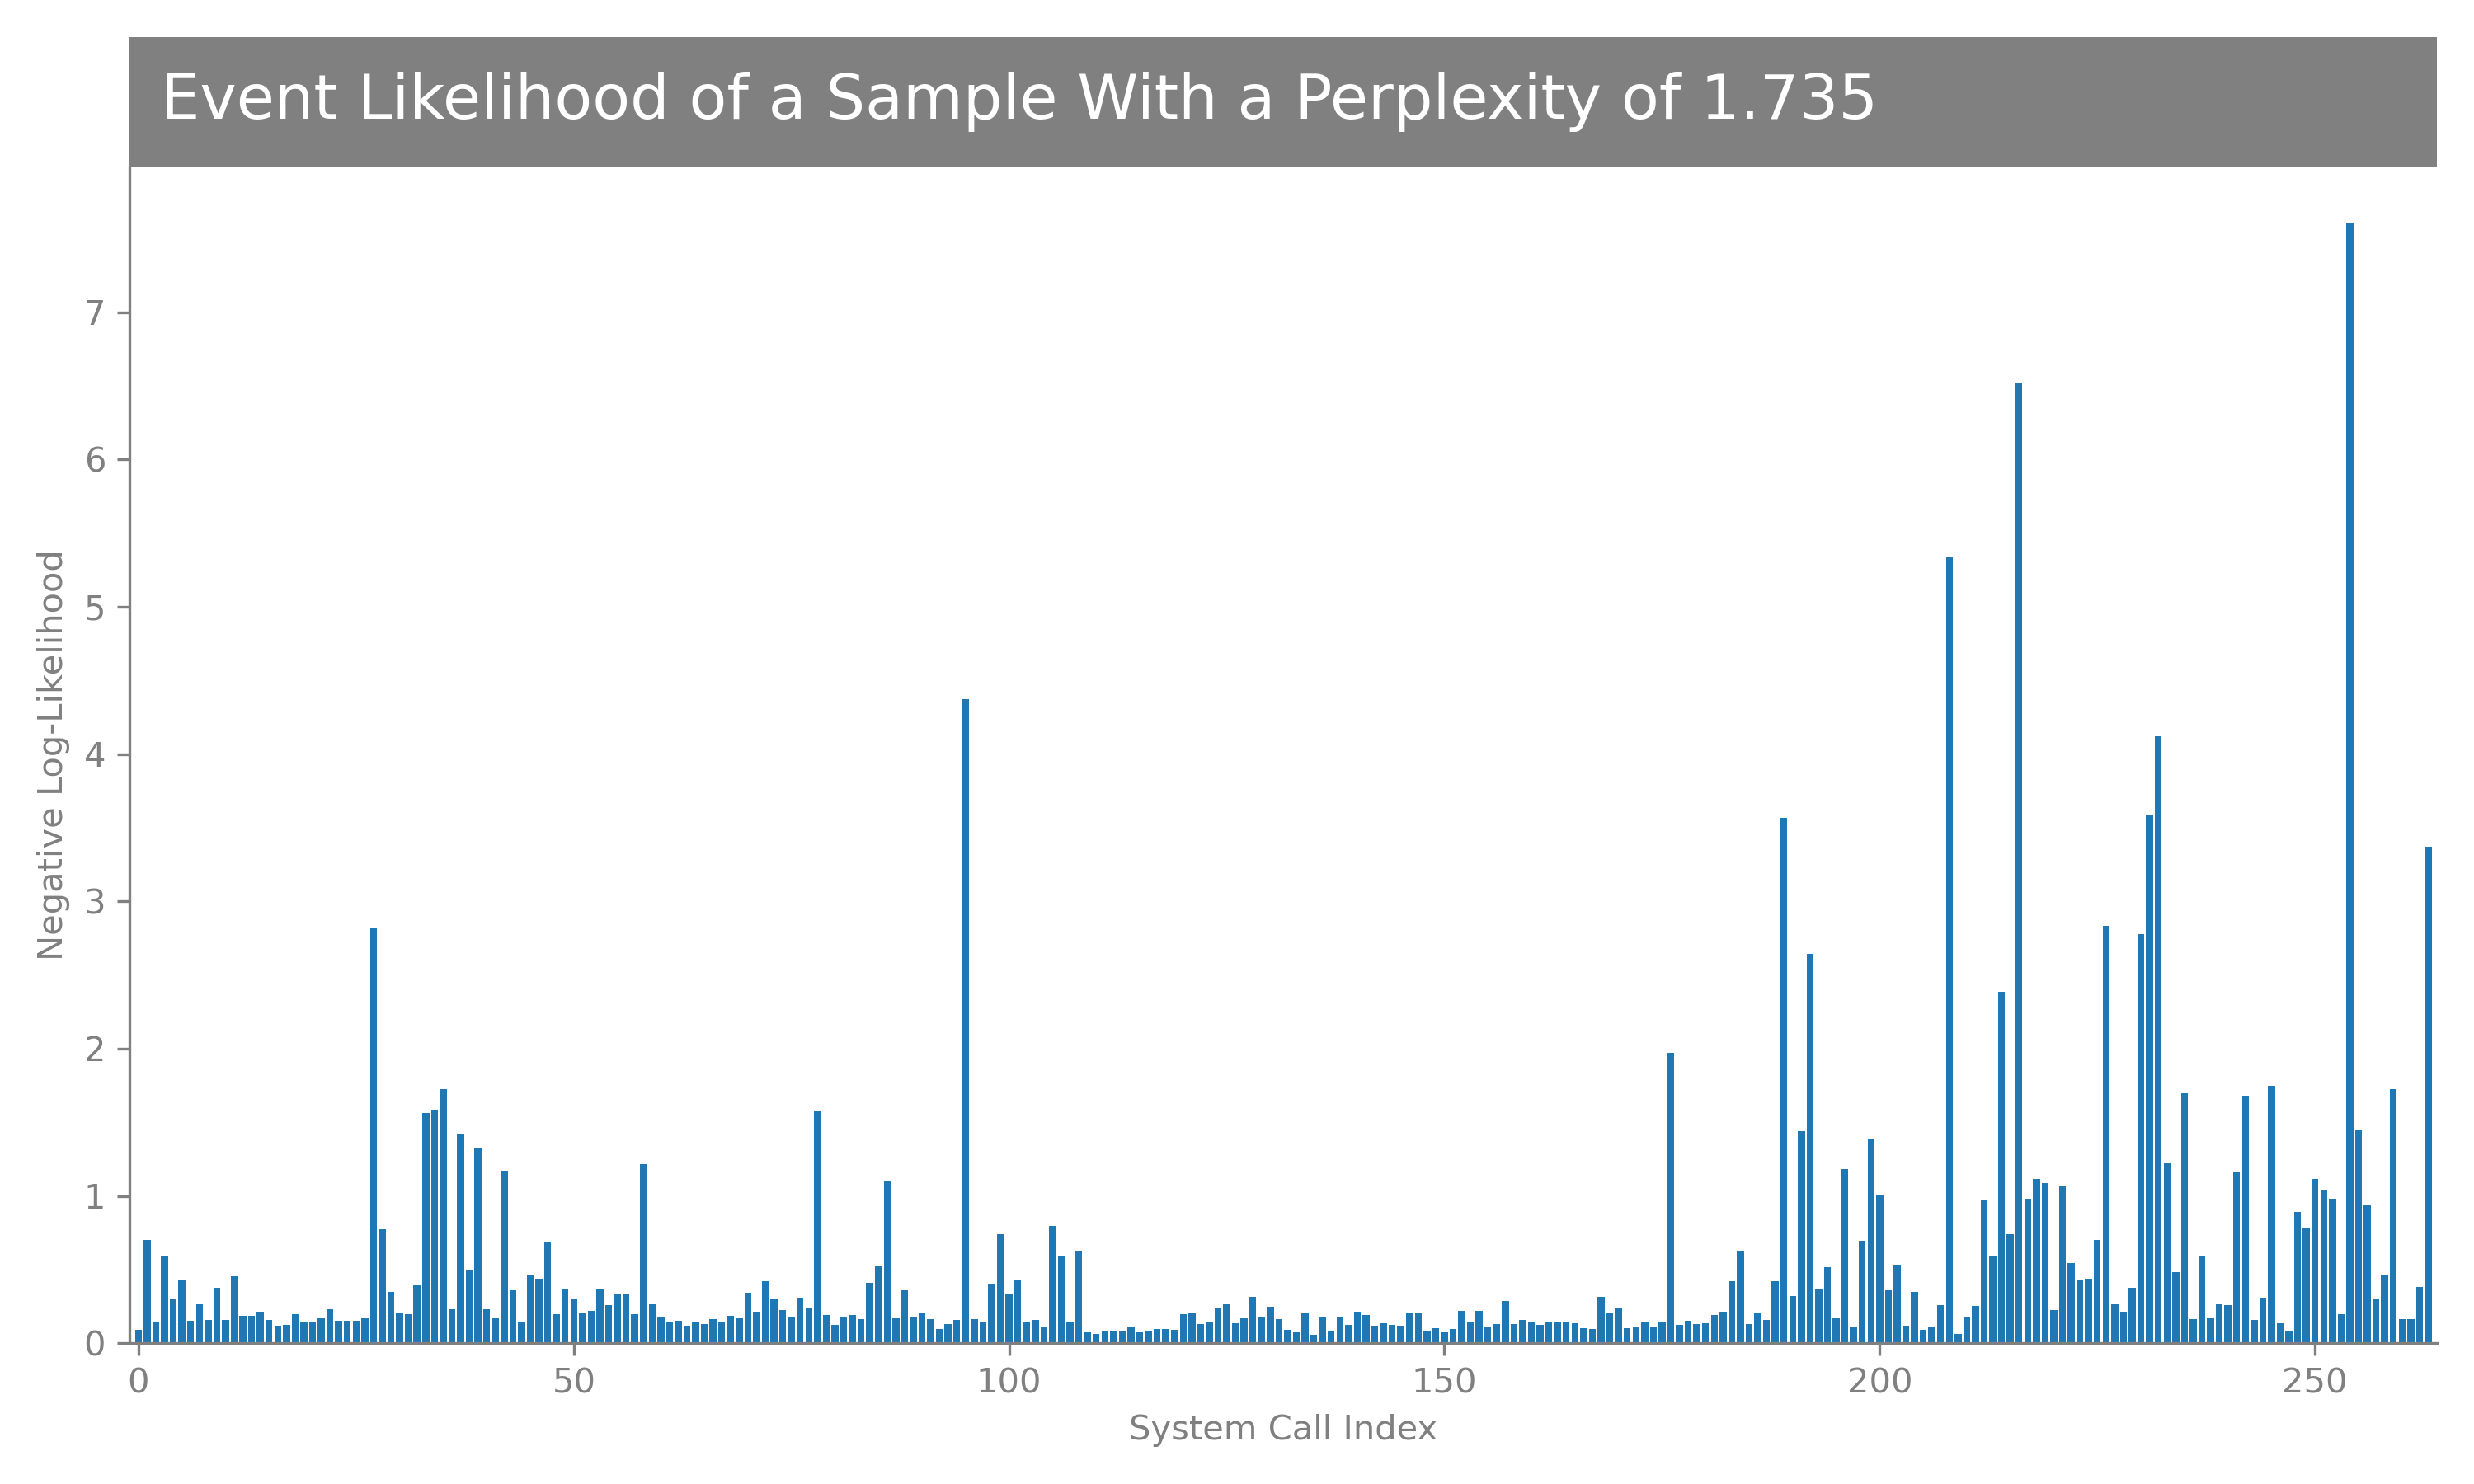 Event Likelihood of a Sample With a Perplexity of 1.735
Negative Log-Likelihood
7
6
5
4
3
2
1
0
0 50 100 150 200 250
System Call Index